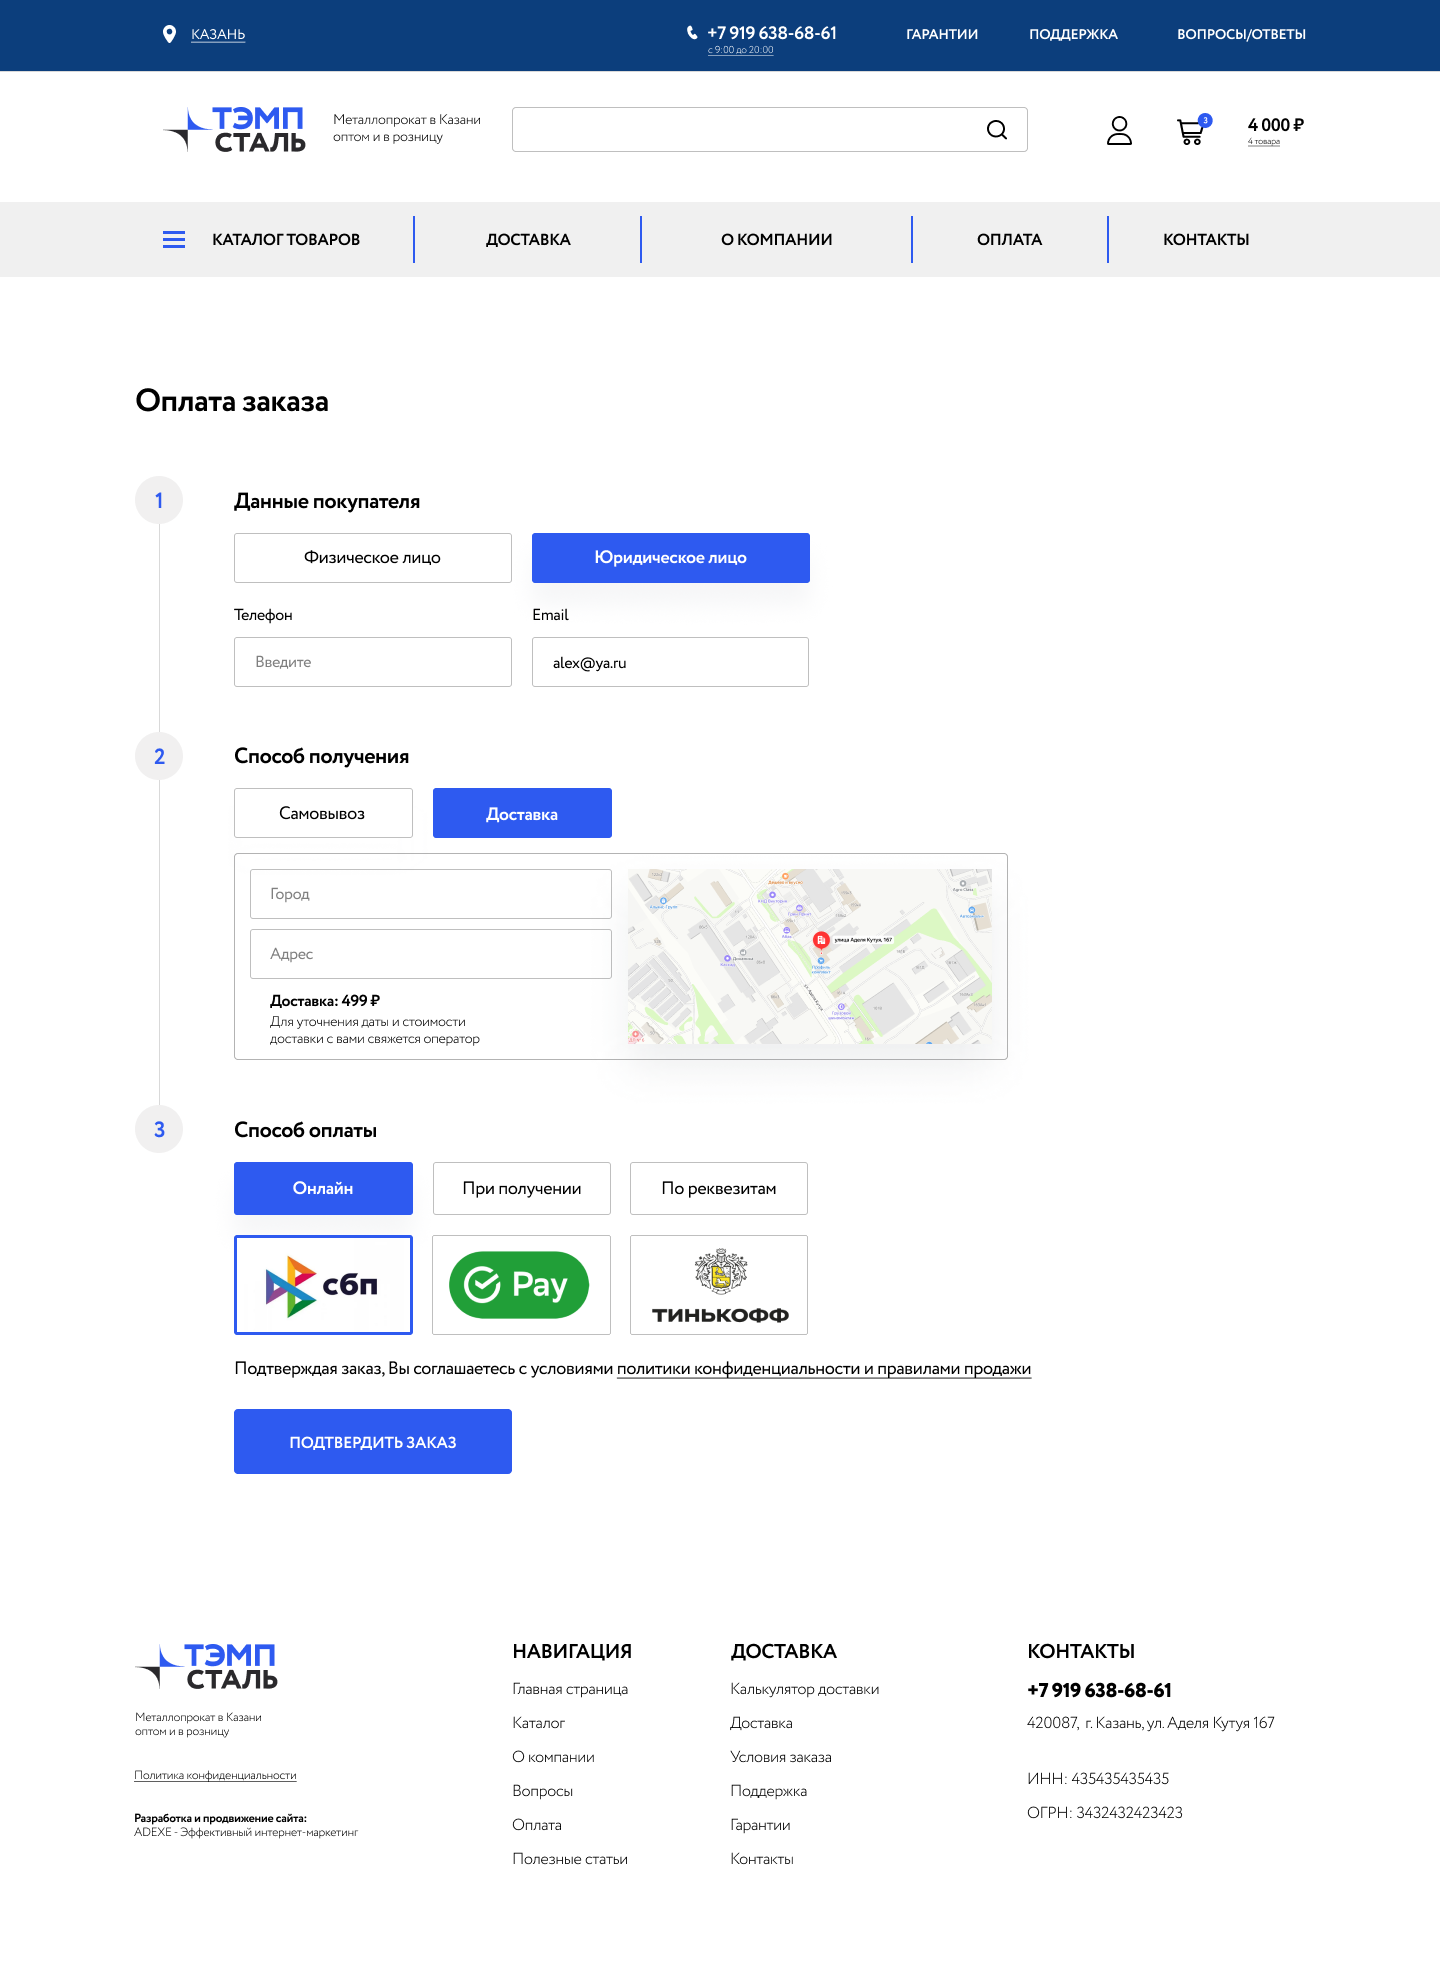 КАЗАНЬ
+7 919 638-68-61
с 9:00 до 20:00
ГАРАНТИИ
ПОДДЕРЖКА
ВОПРОСЫ/ОТВЕТЫ
ТЭМП
СТАЛЬ
Металлопрокат в Казани
оптом и в розницу
3
4 000 ₽
4 товара
КАТАЛОГ ТОВАРОВ
ДОСТАВКА
О КОМПАНИИ
ОПЛАТА
КОНТАКТЫ
Оплата заказа
1
Данные покупателя
Физическое лицо
Юридическое лицо
Телефон
Email
Введите
alex@ya.ru
2
Способ получения
Самовывоз
Доставка
Город
Адрес
Доставка: 499 ₽
Для уточнения даты и стоимости
доставки с вами свяжется оператор
улица Аделя Кутуя, 167
3
Способ оплаты
Онлайн
При получении
По реквезитам
сбп
Pay
ТИНЬКОФФ
Подтверждая заказ, Вы соглашаетесь с условиями политики конфиденциальности и правилами продажи
ПОДТВЕРДИТЬ ЗАКАЗ
ТЭМП
СТАЛЬ
Металлопрокат в Казани
оптом и в розницу
Политика конфиденциальности
Разработка и продвижение сайта:
ADEXE - Эффективный интернет-маркетинг
НАВИГАЦИЯ
Главная страница
Каталог
О компании
Вопросы
Оплата
Полезные статьи
ДОСТАВКА
Калькулятор доставки
Доставка
Условия заказа
Поддержка
Гарантии
Контакты
КОНТАКТЫ
+7 919 638-68-61
420087, г. Казань, ул. Аделя Кутуя 167
ИНН: 435435435435
ОГРН: 3432432423423